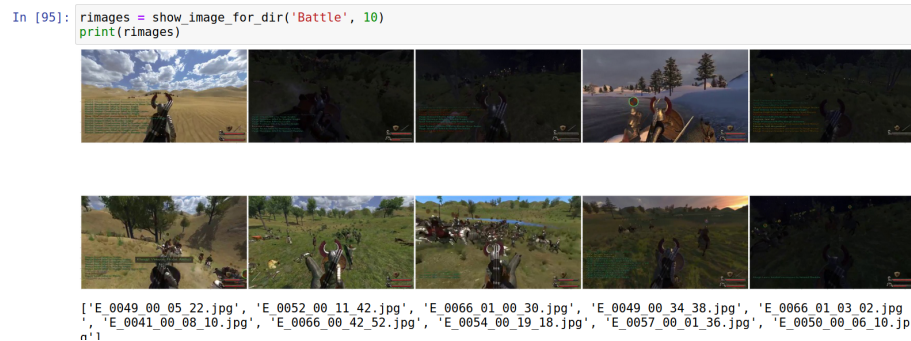 In [95]: rimages = show_image_for_dir('Battle', 10)
print(rimages)
['E_0049_00_05_22.jpg', 'E_0052_00_11_42.jpg', 'E_0066_01_00_30.jpg', 'E_0049_00_34_38.jpg', 'E_0066_01_03_02.jpg
', 'E_0041_00_08_10.jpg', 'E_0066_00_42_52.jpg', 'E_0054_00_19_18.jpg', 'E_0057_00_01_36.jpg', 'E_0050_00_06_10.jp
g']